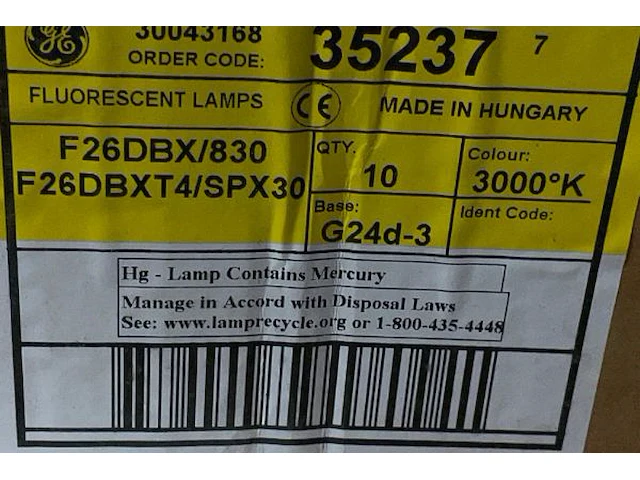 GE
30043168
ORDER CODE: 35237 7
FLUORESCENT LAMPS CE MADE IN HUNGARY
F26DBX/830
F26DBXT4/SPX30
QTY.
10
Colour:
3000°K
Base:
G24d-3
Ident Code:
Hg - Lamp Contains Mercury
Manage in Accord with Disposal Laws
See: www.lamprecycle.org or 1-800-435-4448